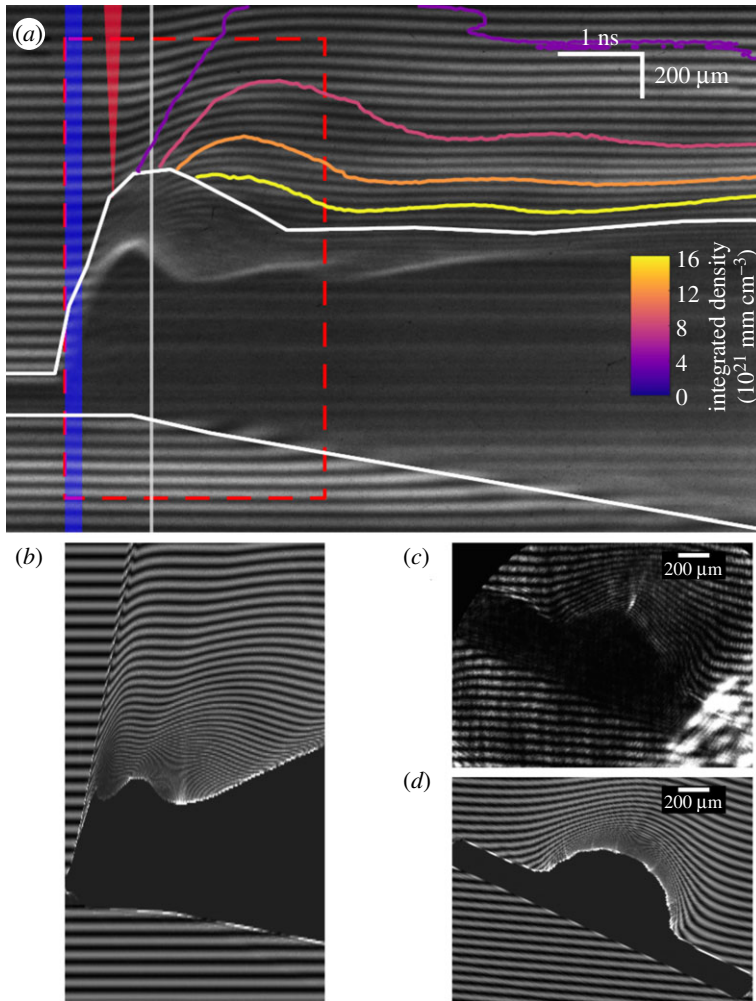 (a)
1 ns
200 μm
16
12
8
4
0
integrated density
(10²¹ mm cm⁻³)
(b)
(c)
200 μm
(d)
200 μm